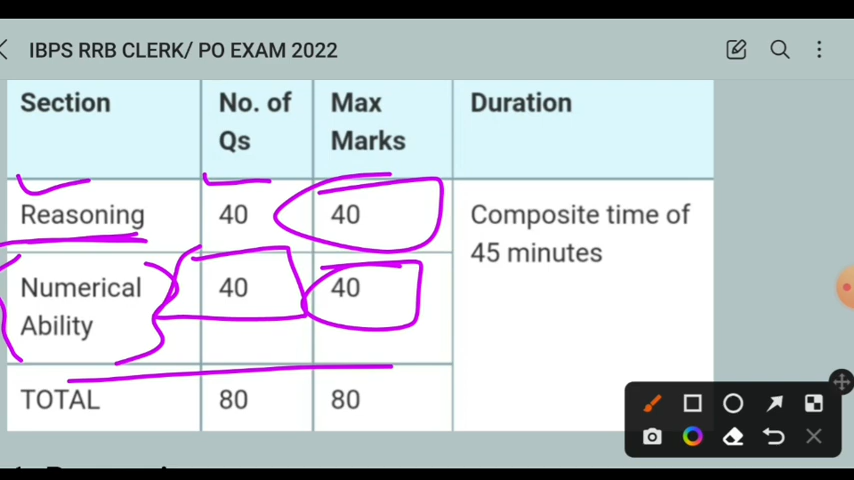 IBPS RRB CLERK/ PO EXAM 2022
Section No. of Qs Max Marks Duration
Reasoning 40 40 Composite time of 45 minutes
Numerical Ability 40 40
TOTAL 80 80